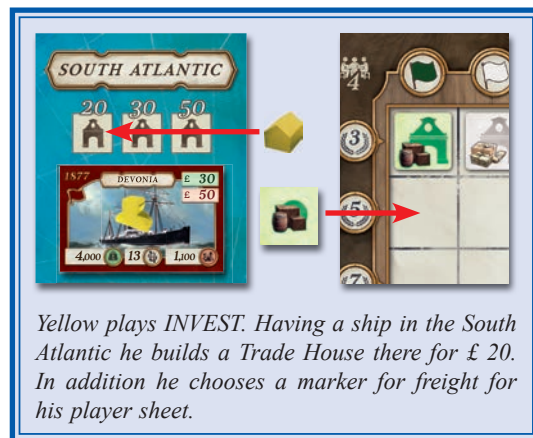 SOUTH ATLANTIC
20 30 50
1877 DEVONIA £ 30
£ 50
4,000 13 1,100
4
3
5
7
Yellow plays INVEST. Having a ship in the South
Atlantic he builds a Trade House there for £ 20.
In addition he chooses a marker for freight for
his player sheet.